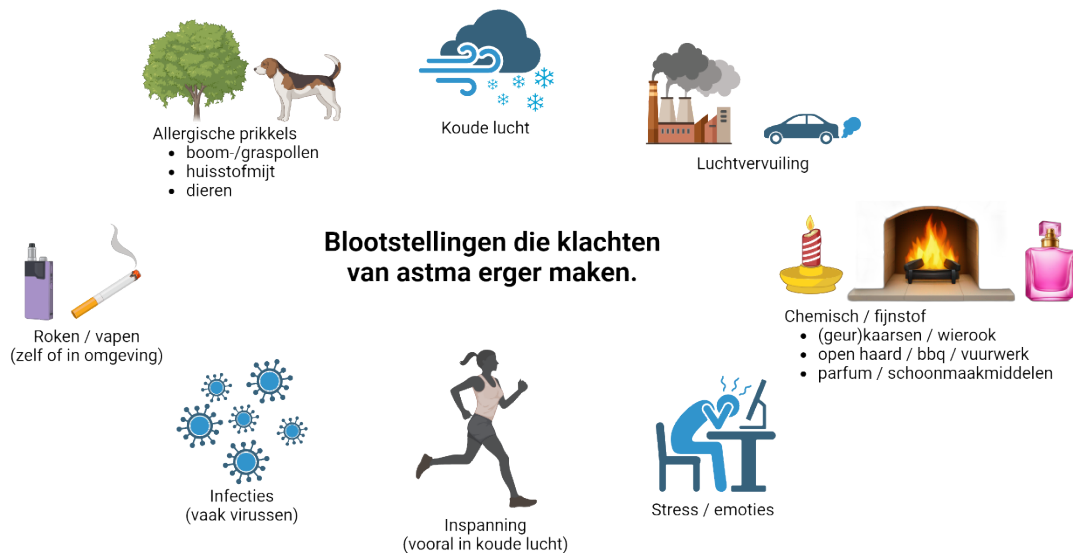 Allergische prikkels
• boom-/graspollen
• huisstofmijt
• dieren
Koude lucht
Luchtvervuiling
Blootstellingen die klachten
van astma erger maken.
Roken / vapen
(zelf of in omgeving)
Chemisch / fijnstof
• (geur)kaarsen / wierook
• open haard / bbq / vuurwerk
• parfum / schoonmaakmiddelen
Infecties
(vaak virussen)
Inspanning
(vooral in koude lucht)
Stress / emoties